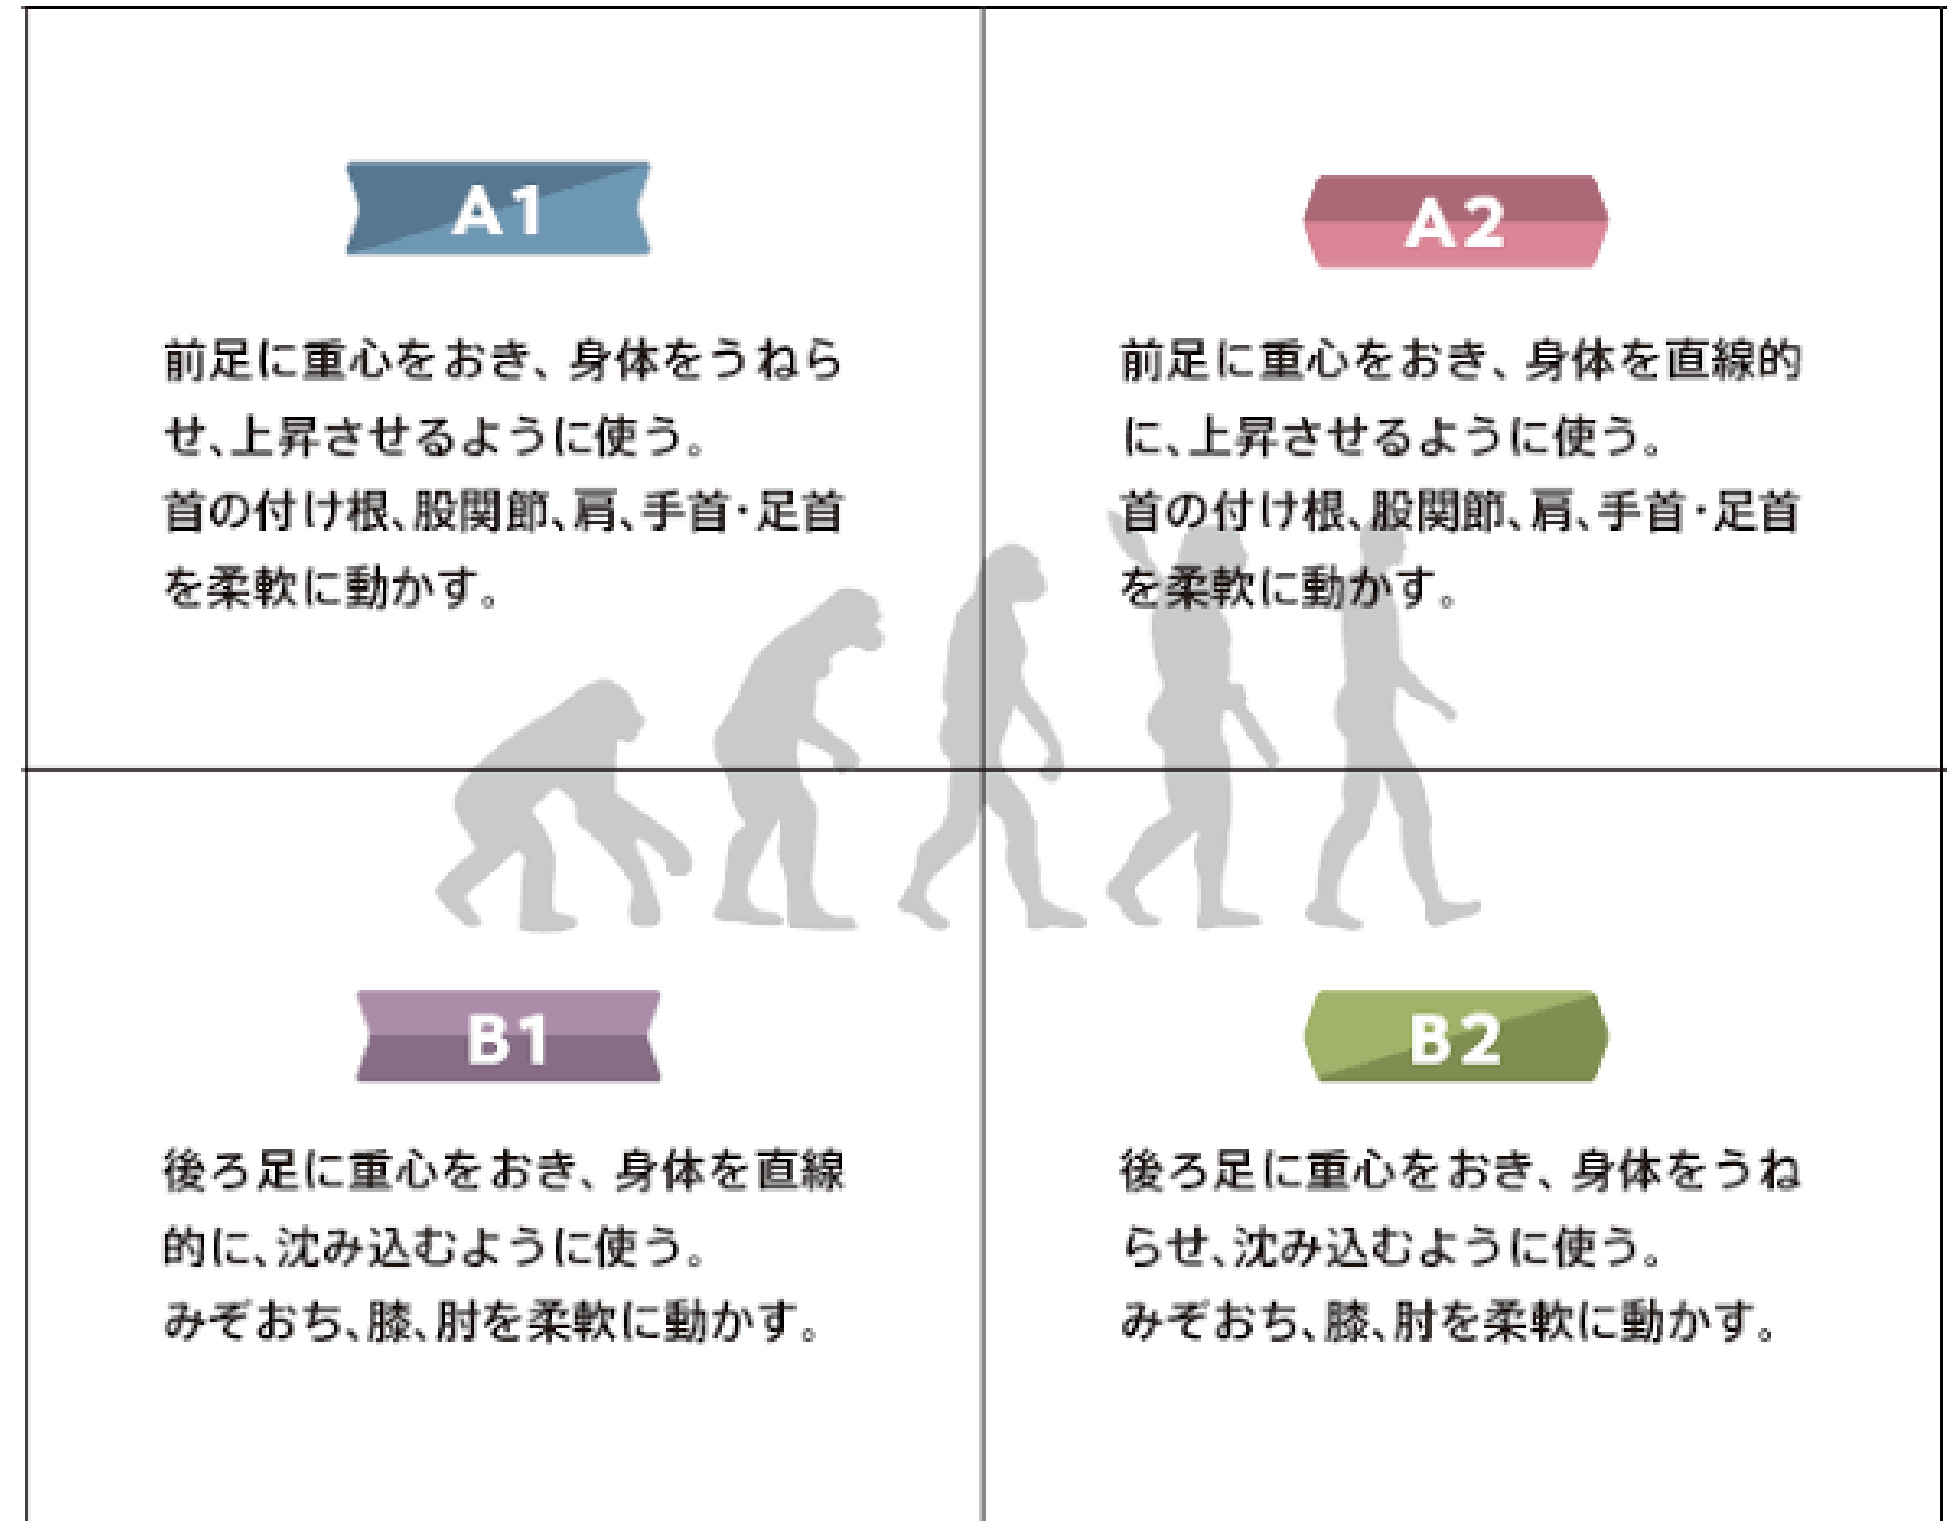 A1
前足に重心をおき、身体をうねら
せ、上昇させるように使う。
首の付け根、股関節、肩、手首・足首
を柔軟に動かす。
A2
前足に重心をおき、身体を直線的
に、上昇させるように使う。
首の付け根、股関節、肩、手首・足首
を柔軟に動かす。
B1
後ろ足に重心をおき、身体を直線
的に、沈み込むように使う。
みぞおち、膝、肘を柔軟に動かす。
B2
後ろ足に重心をおき、身体をうね
らせ、沈み込むように使う。
みぞおち、膝、肘を柔軟に動かす。